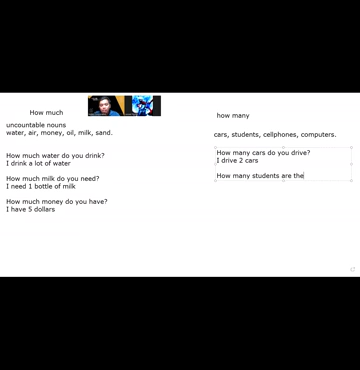 How much
uncountable nouns
water, air, money, oil, milk, sand.
How much water do you drink?
I drink a lot of water
How much milk do you need?
I need 1 bottle of milk
How much money do you have?
I have 5 dollars
how many
cars, students, cellphones, computers.
How many cars do you drive?
I drive 2 cars
How many students are the